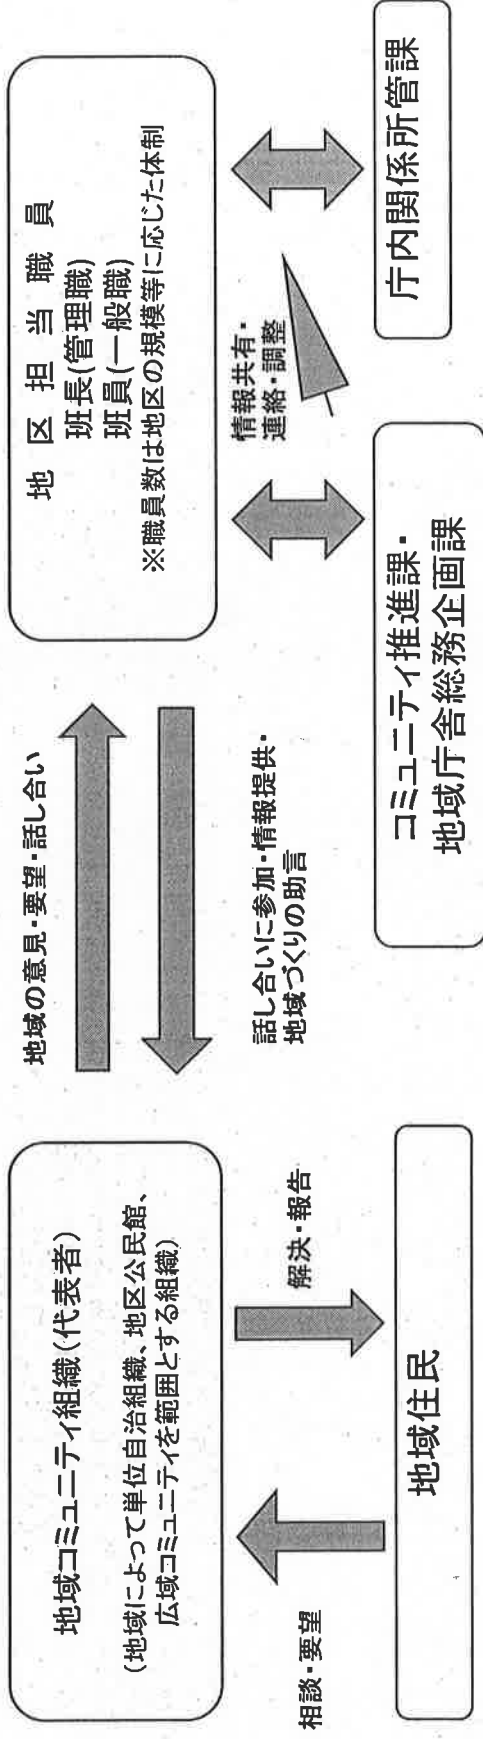 地域コミュニティ組織(代表者)
(地域によって単位自治組織、地区公民館、
広域コミュニティを範囲とする組織)
地域の意見・要望・話し合い
話し合いに参加・情報提供・
地域づくりの助言
地区担当職員
班長(管理職)
班員(一般職)
※職員数は地区の規模等に応じた体制
相談・要望
解決・報告
情報共有・
連絡・調整
地域住民
コミュニティ推進課・
地域庁舎総務企画課
庁内関係所管課